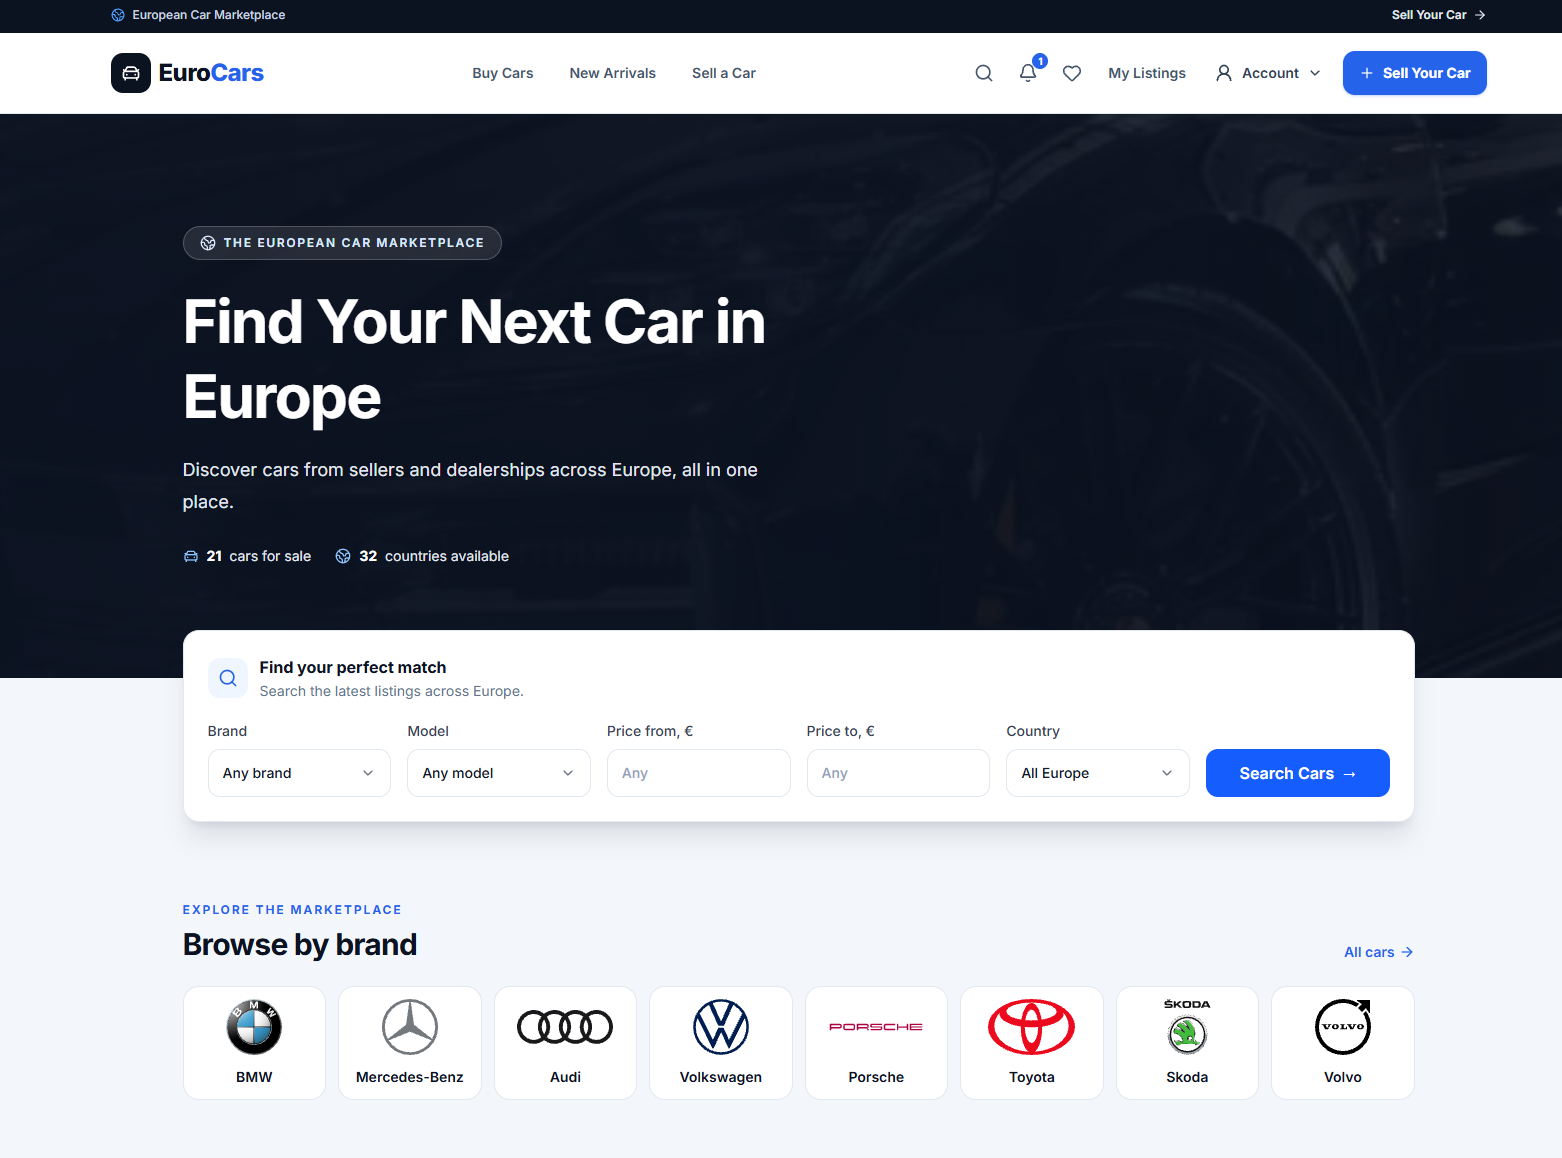 European Car Marketplace
Sell Your Car →
EuroCars
Buy Cars
New Arrivals
Sell a Car
1
My Listings
Account
+ Sell Your Car
THE EUROPEAN CAR MARKETPLACE
Find Your Next Car in
Europe
Discover cars from sellers and dealerships across Europe, all in one
place.
21 cars for sale
32 countries available
Find your perfect match
Search the latest listings across Europe.
Brand
Model
Price from, €
Price to, €
Country
Any brand
Any model
Any
Any
All Europe
Search Cars →
EXPLORE THE MARKETPLACE
Browse by brand
All cars →
BMW
PORSCHE
ŠKODA
VOLVO
BMW
Mercedes-Benz
Audi
Volkswagen
Porsche
Toyota
Skoda
Volvo